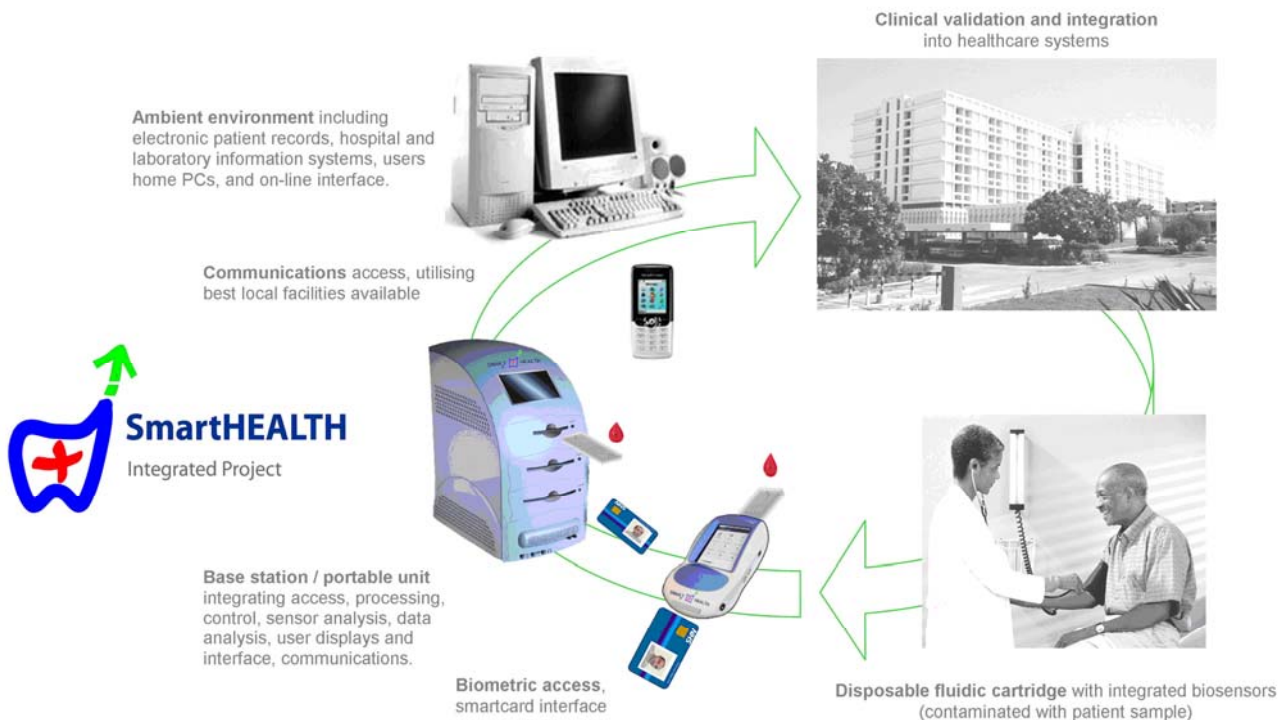 Clinical validation and integration
into healthcare systems
Ambient environment including
electronic patient records, hospital and
laboratory information systems, users
home PCs, and on-line interface.
Communications access, utilising
best local facilities available
SmartHEALTH
Integrated Project
Base station / portable unit
integrating access, processing,
control, sensor analysis, data
analysis, user displays and
interface, communications.
Biometric access,
smartcard interface
Disposable fluidic cartridge with integrated biosensors
(contaminated with patient sample)